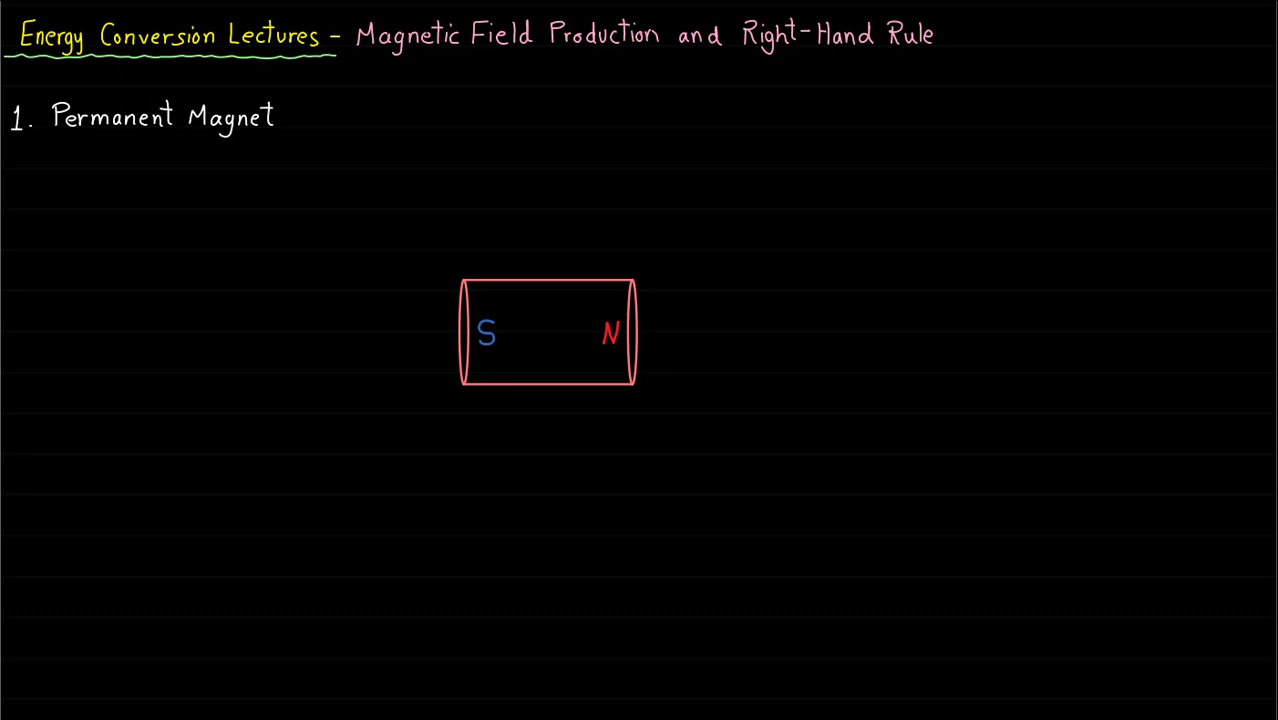 Energy Conversion Lectures - Magnetic Field Production and Right-Hand Rule
1. Permanent Magnet
S N